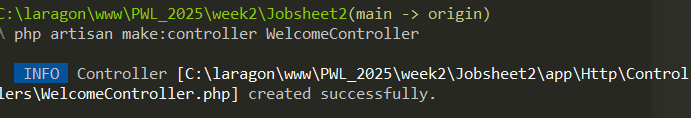 C:\laragon\www\PWL_2025\week2\Jobsheet2(main -> origin)
\ php artisan make:controller WelcomeController
INFO Controller [C:\laragon\www\PWL_2025\week2\Jobsheet2\app\Http\Control
lers\WelcomeController.php] created successfully.